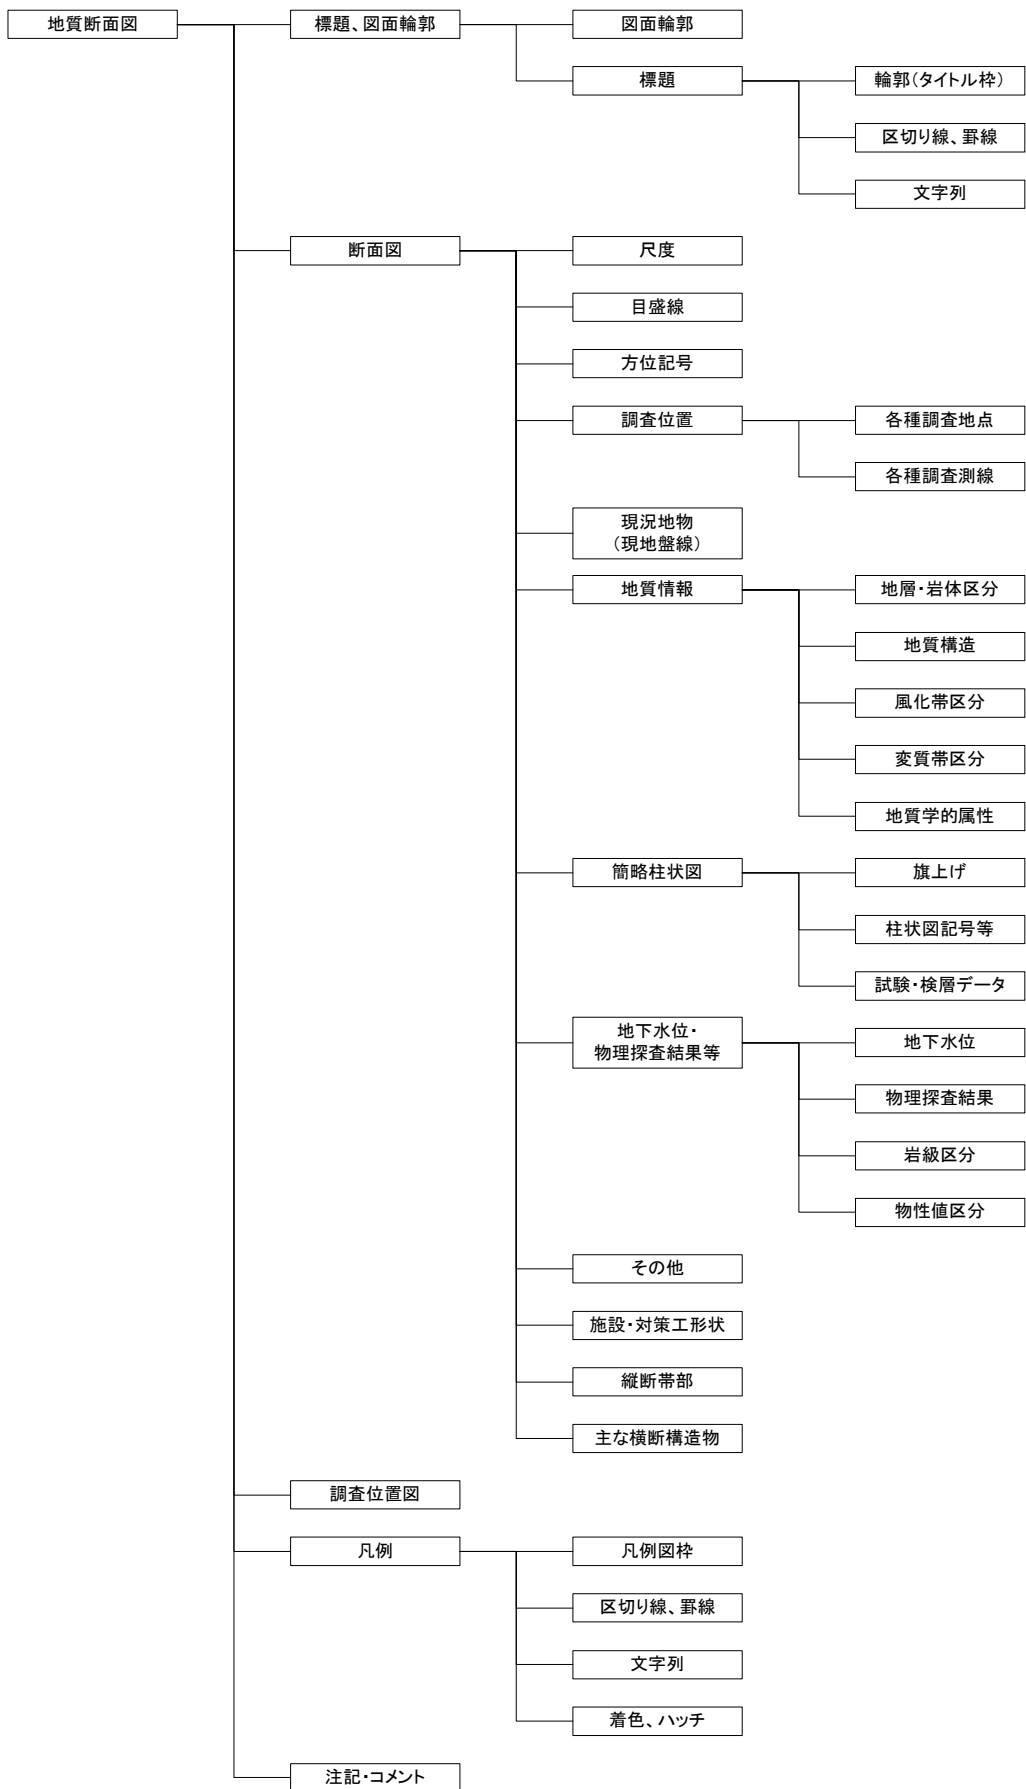 地質断面図
標題、図面輪郭
図面輪郭
標題
輪郭(タイトル枠)
区切り線、罫線
文字列
断面図
尺度
目盛線
方位記号
調査位置
各種調査地点
各種調査測線
現況地物
(現地盤線)
地質情報
地層・岩体区分
地質構造
風化帯区分
変質帯区分
地質学的属性
簡略柱状図
旗上げ
柱状図記号等
試験・検層データ
地下水位・
物理探査結果等
地下水位
物理探査結果
岩級区分
物性値区分
その他
施設・対策工形状
縦断帯部
主な横断構造物
調査位置図
凡例
凡例図枠
区切り線、罫線
文字列
着色、ハッチ
注記・コメント